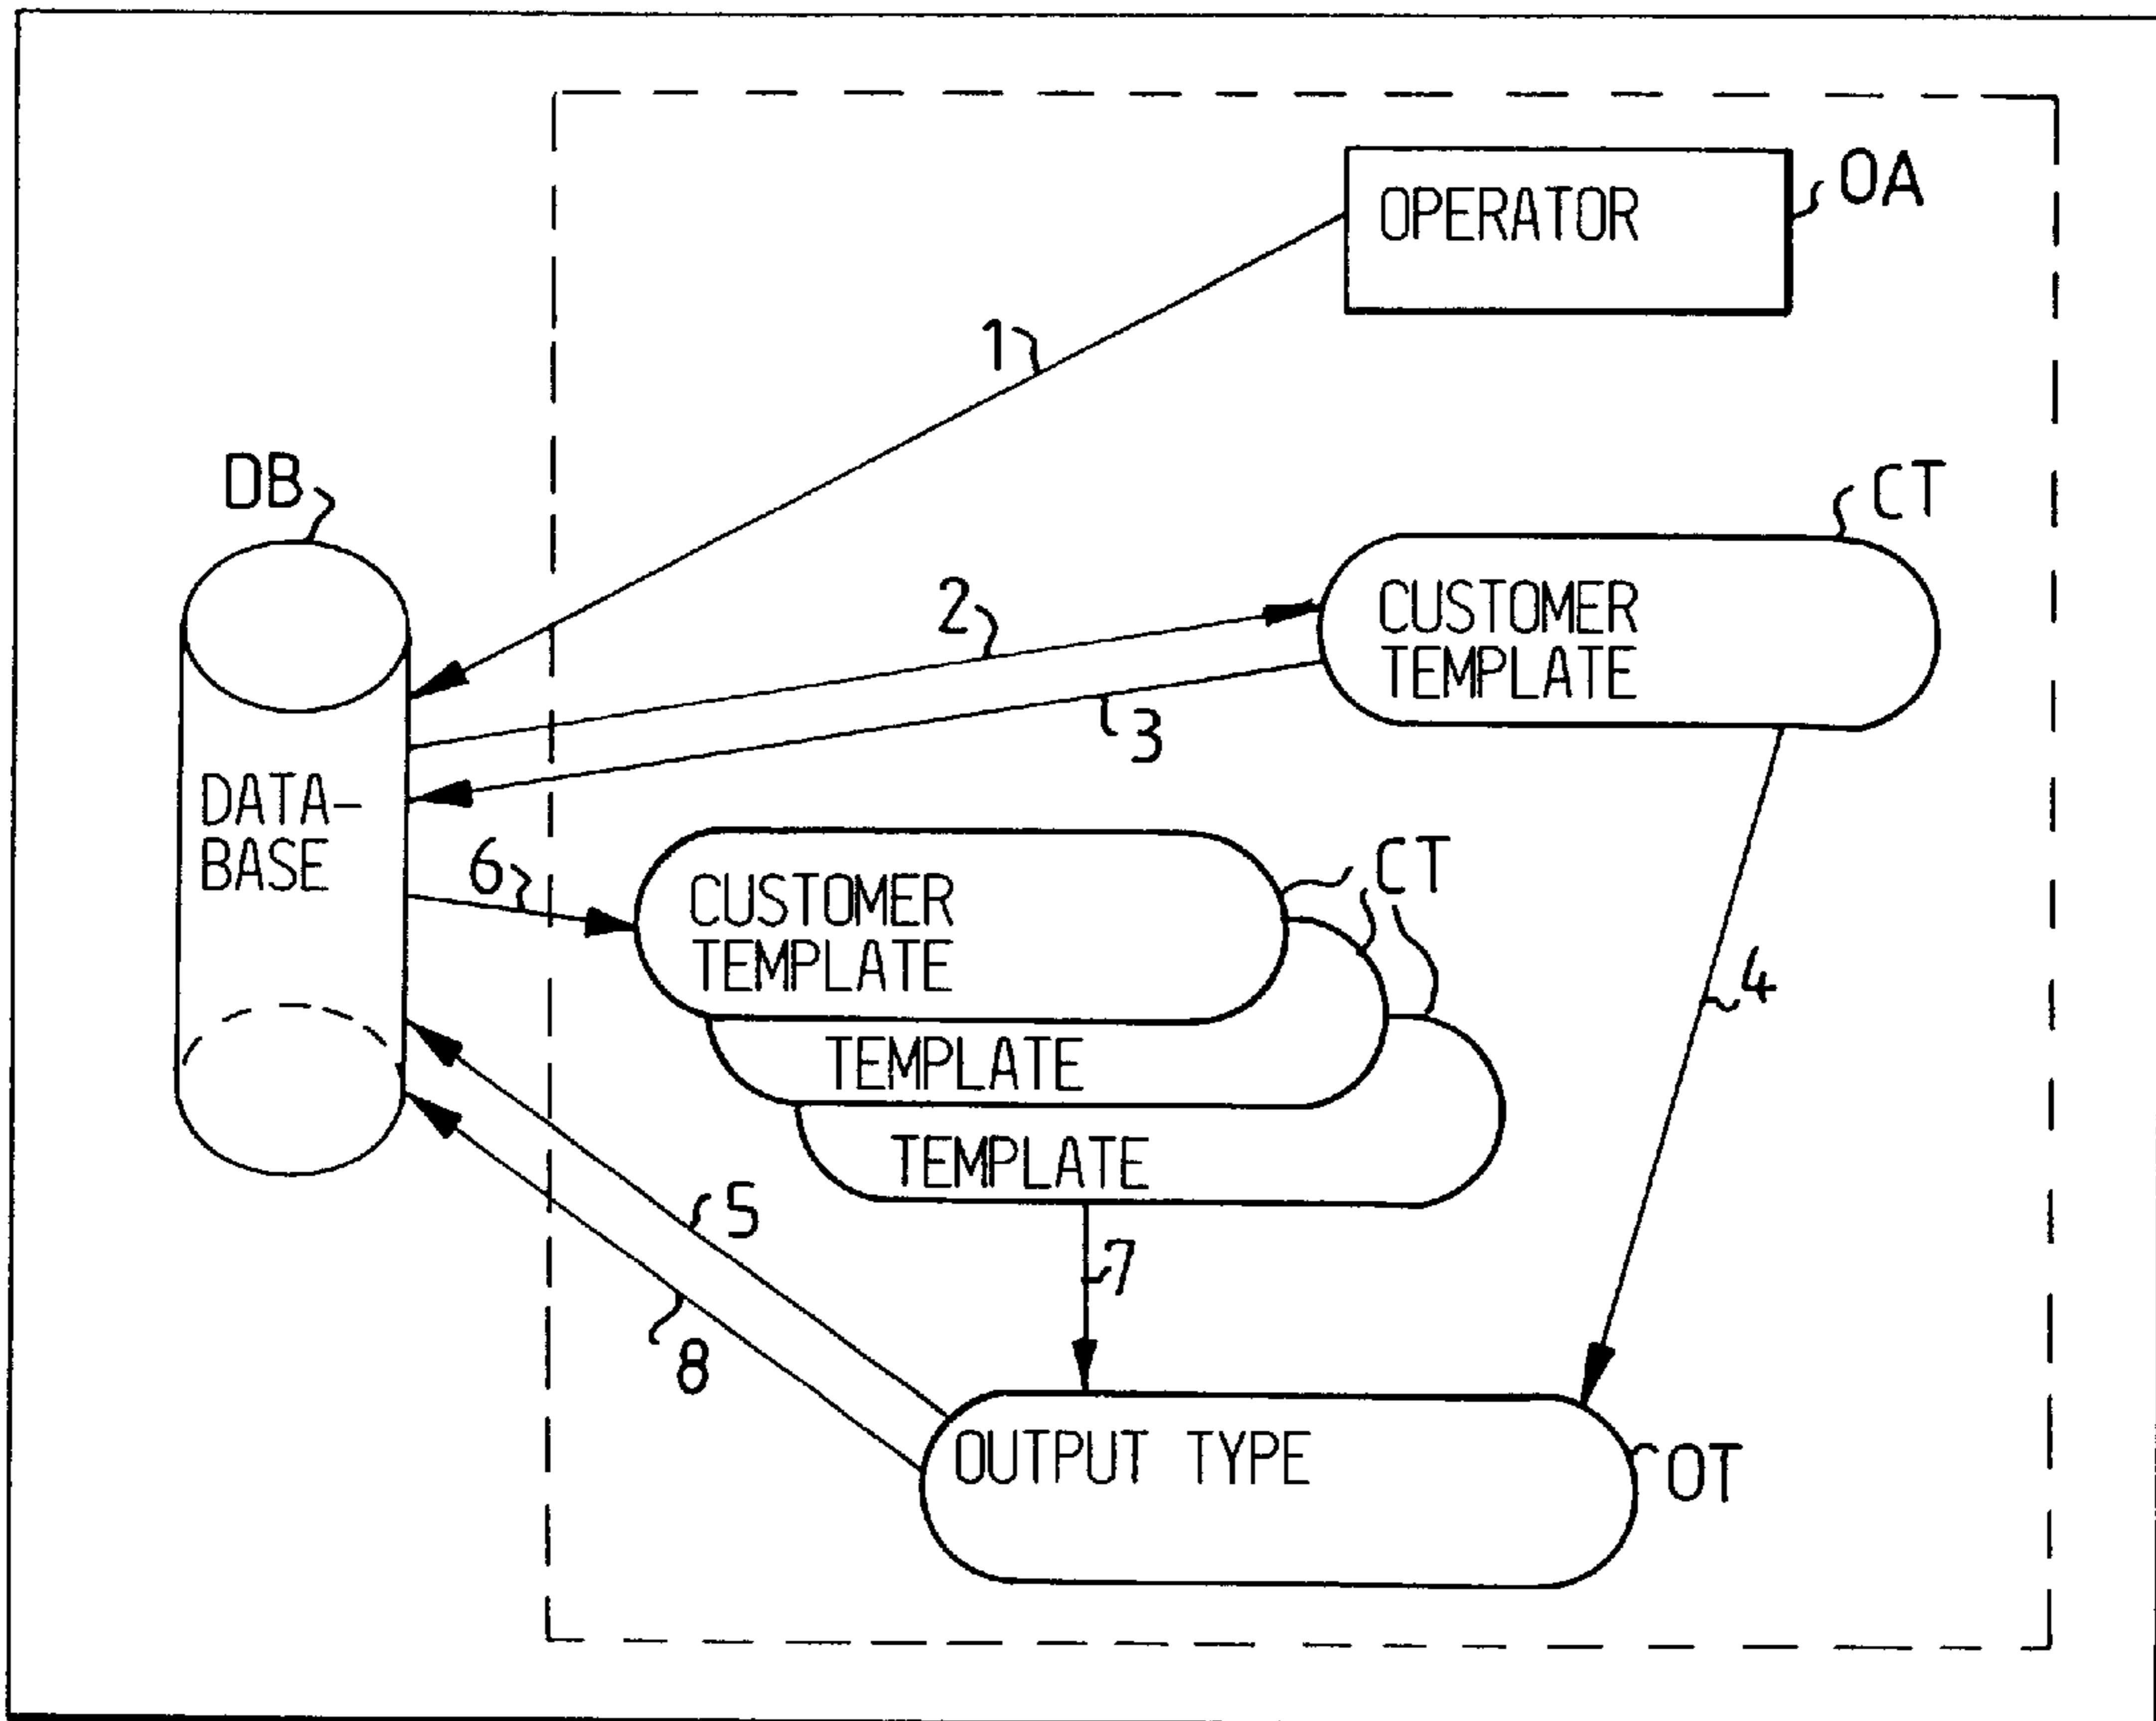 OPERATOR
OA
1
DB
CT
2
CUSTOMER
TEMPLATE
3
DATA-
BASE
6
CUSTOMER
TEMPLATE
CT
4
TEMPLATE
TEMPLATE
5
7
8
OUTPUT TYPE
OT